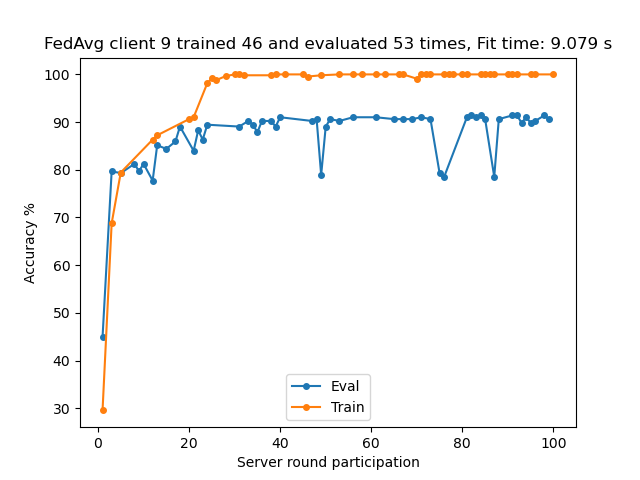 FedAvg client 9 trained 46 and evaluated 53 times, Fit time: 9.079 s
100
90
80
70
60
50
40
30
Accuracy %
Eval
Train
0 20 40 60 80 100
Server round participation